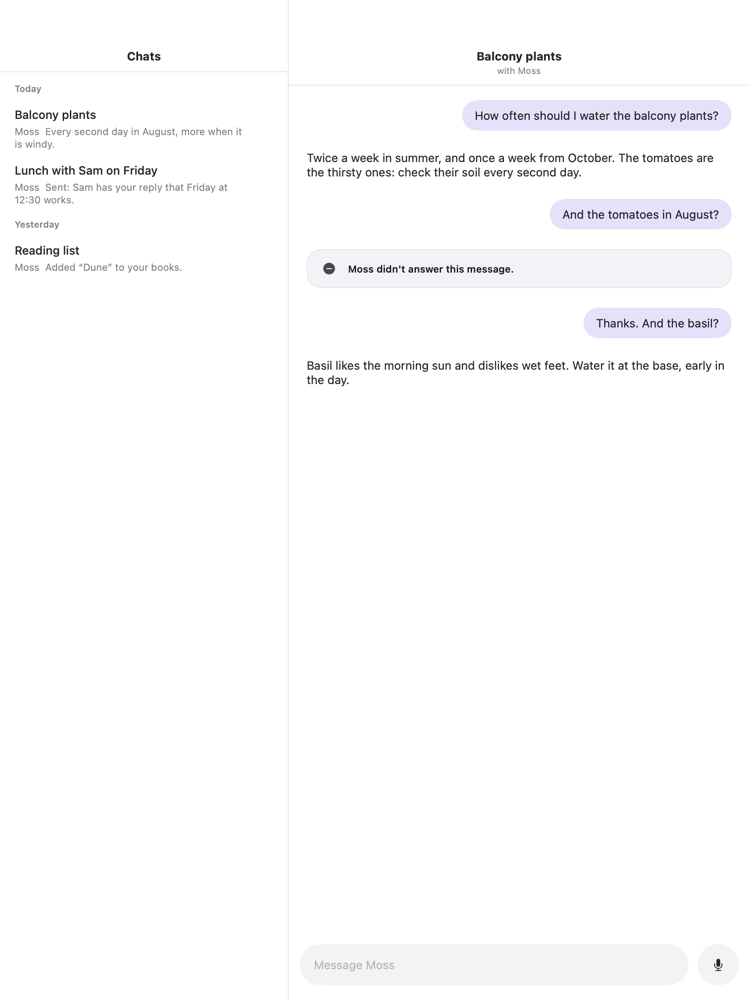 Chats
Today
Balcony plants
Moss Every second day in August, more when it
is windy.
Lunch with Sam on Friday
Moss Sent: Sam has your reply that Friday at
12:30 works.
Yesterday
Reading list
Moss Added “Dune” to your books.
Balcony plants
with Moss
How often should I water the balcony plants?
Twice a week in summer, and once a week from October. The tomatoes are
the thirsty ones: check their soil every second day.
And the tomatoes in August?
Moss didn't answer this message.
Thanks. And the basil?
Basil likes the morning sun and dislikes wet feet. Water it at the base, early in
the day.
Message Moss